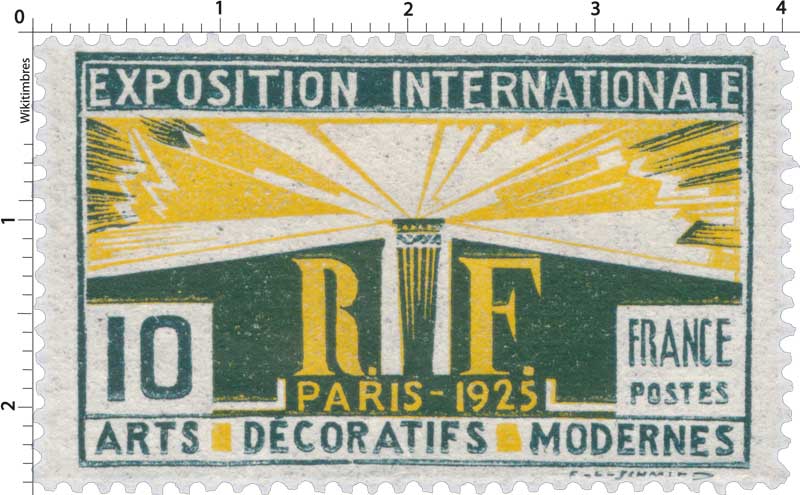 0 1 2 3 4
Wikitimbres
EXPOSITION INTERNATIONALE
1
R.F.
10
FRANCE
POSTES
PARIS-1925
2
ARTS DÉCORATIFS MODERNES